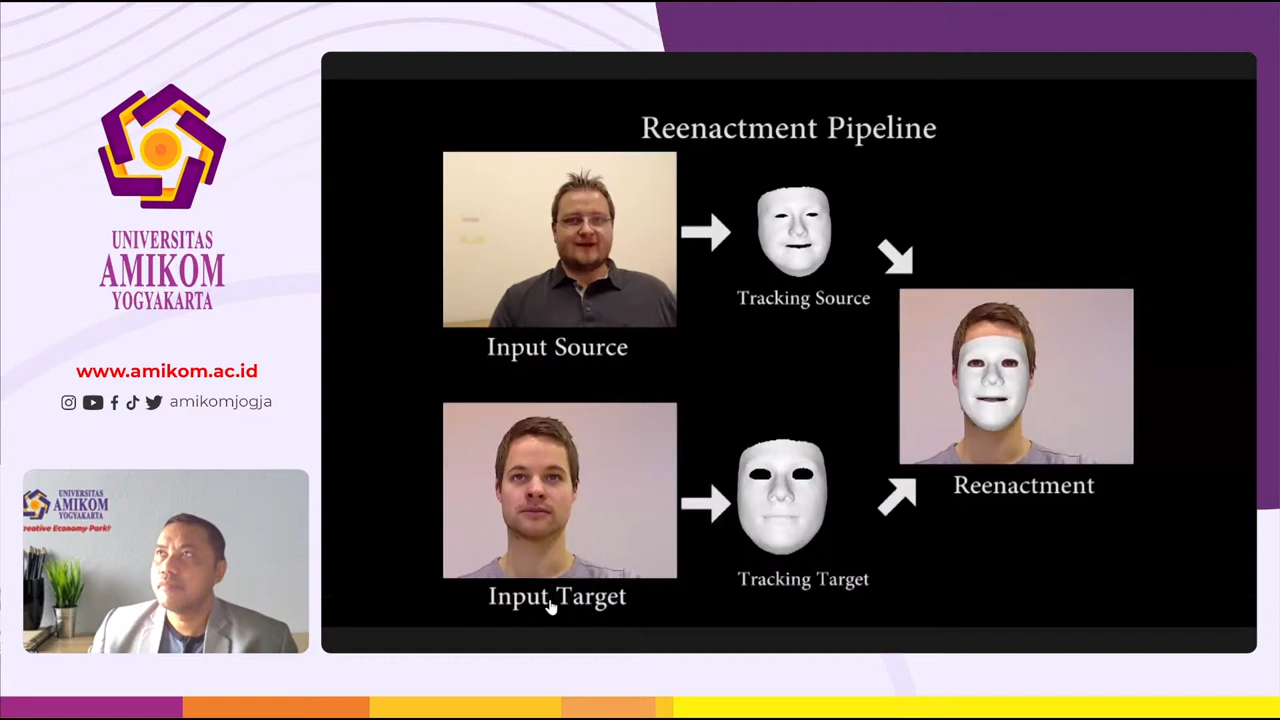 UNIVERSITAS
AMIKOM
YOGYAKARTA
www.amikom.ac.id
amikomjogja
UNIVERSITAS
AMIKOM
YOGYAKARTA
reative Economy Park!
Reenactment Pipeline
Input Source
Tracking Source
Input Target
Tracking Target
Reenactment